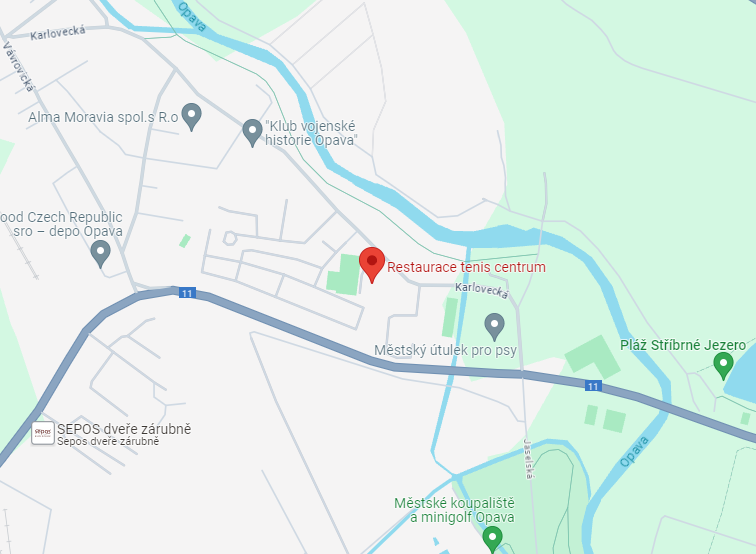 Opava
Karlovecká
Vávrovická
Alma Moravia spol.s R.o
"Klub vojenské
historie Opava"
ood Czech Republic
sro – depo Opava
Restaurace tenis centrum
Karlovecká
11
Městský útulek pro psy
Pláž Stříbrné Jezero
11
sepos
SEPOS dveře zárubně
Sepos dveře zárubně
Jaselská
Opava
Městské koupaliště
a minigolf Opava